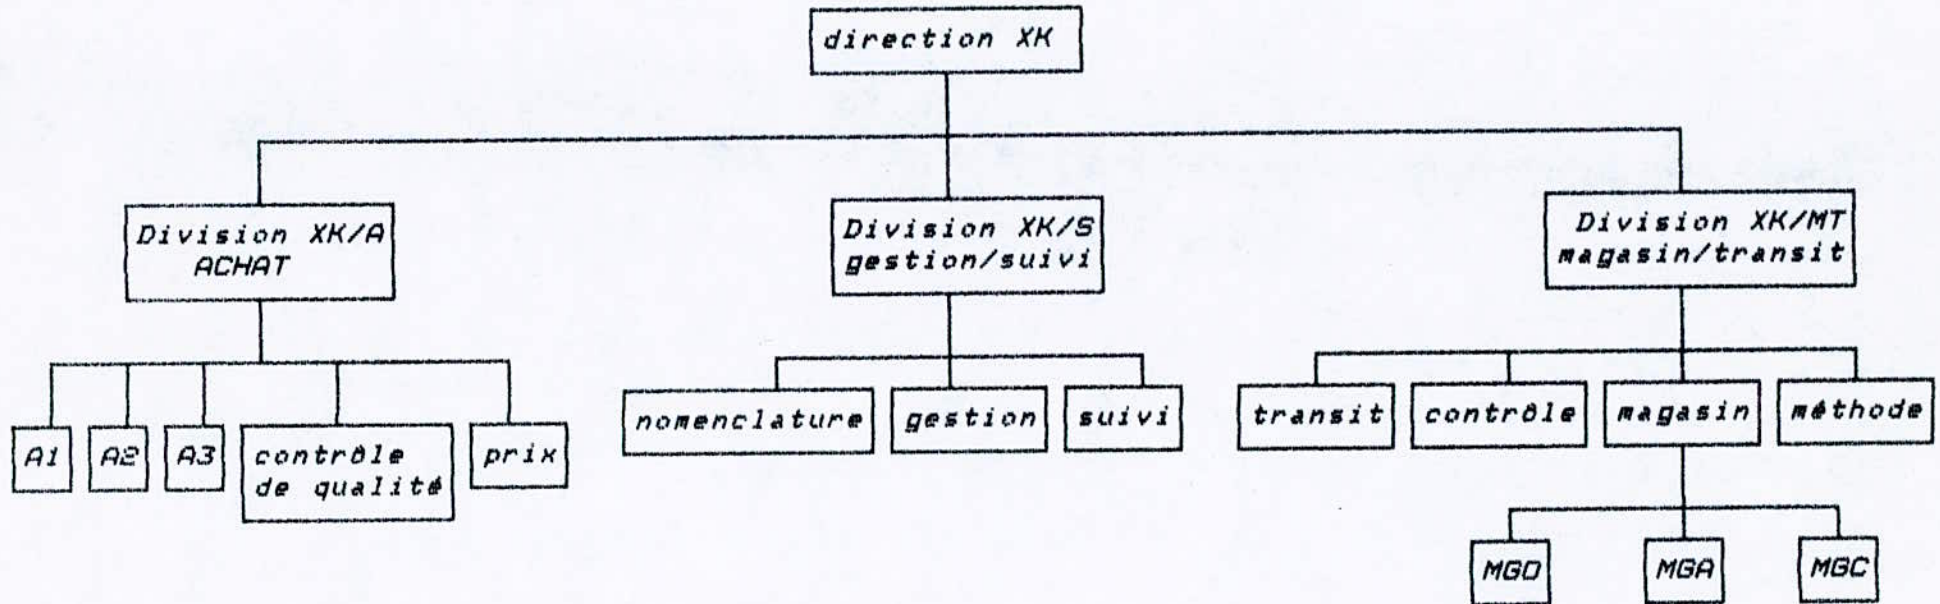 direction XK
Division XK/A
ACHAT
Division XK/S
gestion/suivi
Division XK/MT
magasin/transit
A1
A2
A3
contrôle
de qualité
prix
nomenclature
gestion
suivi
transit
contrôle
magasin
méthode
MGO
MGA
MGC